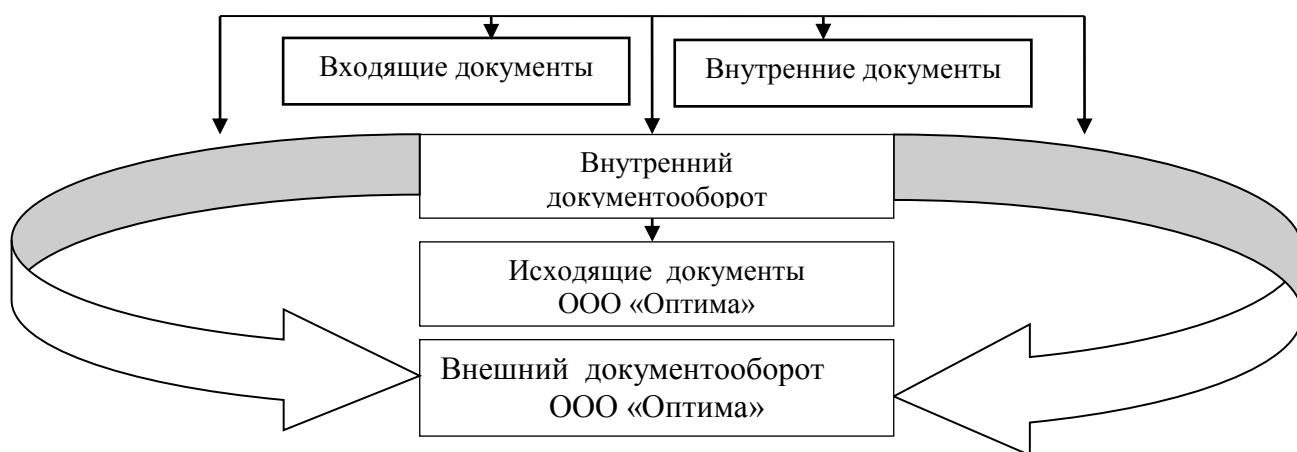 Входящие документы
Внутренние документы
Внутренний
документооборот
Исходящие документы
ООО «Оптима»
Внешний документооборот
ООО «Оптима»